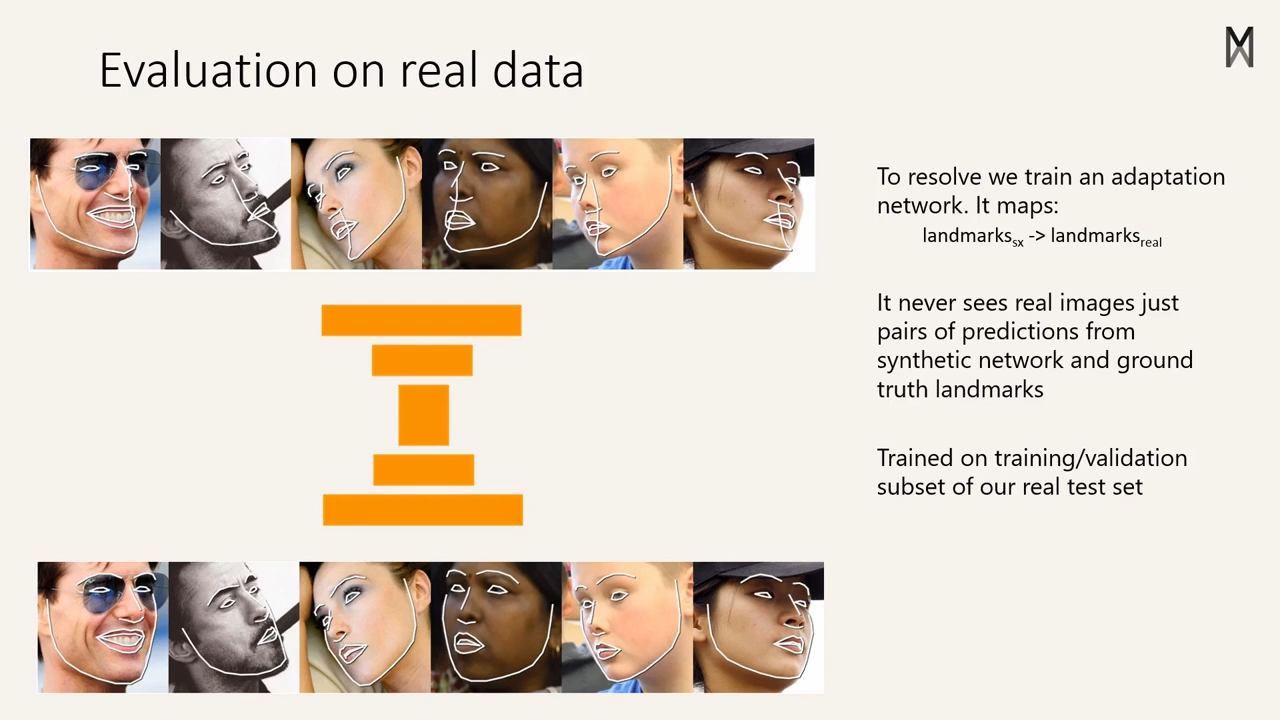 Evaluation on real data
To resolve we train an adaptation
network. It maps:
landmarkssx -> landmarksreal
It never sees real images just
pairs of predictions from
synthetic network and ground
truth landmarks
Trained on training/validation
subset of our real test set